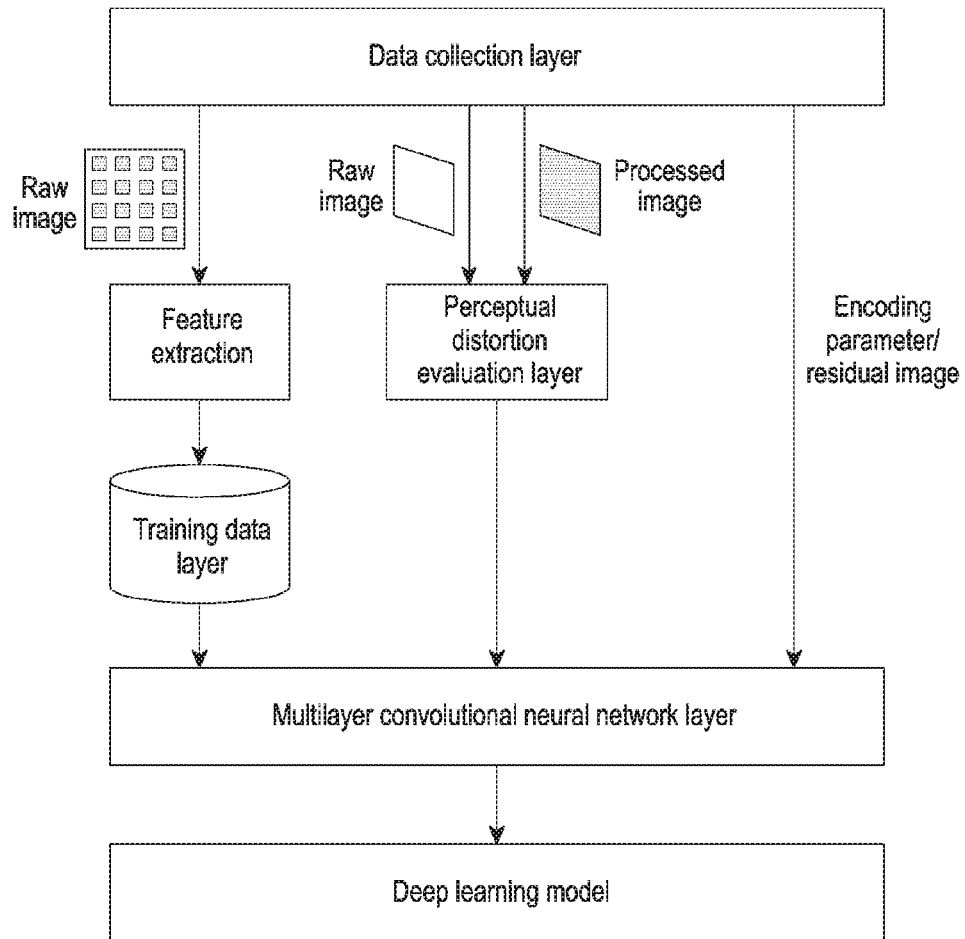 Data collection layer
Raw
image
Raw
image
Processed
image
Feature
extraction
Perceptual
distortion
evaluation layer
Encoding
parameter/
residual image
Training data
layer
Multilayer convolutional neural network layer
Deep learning model